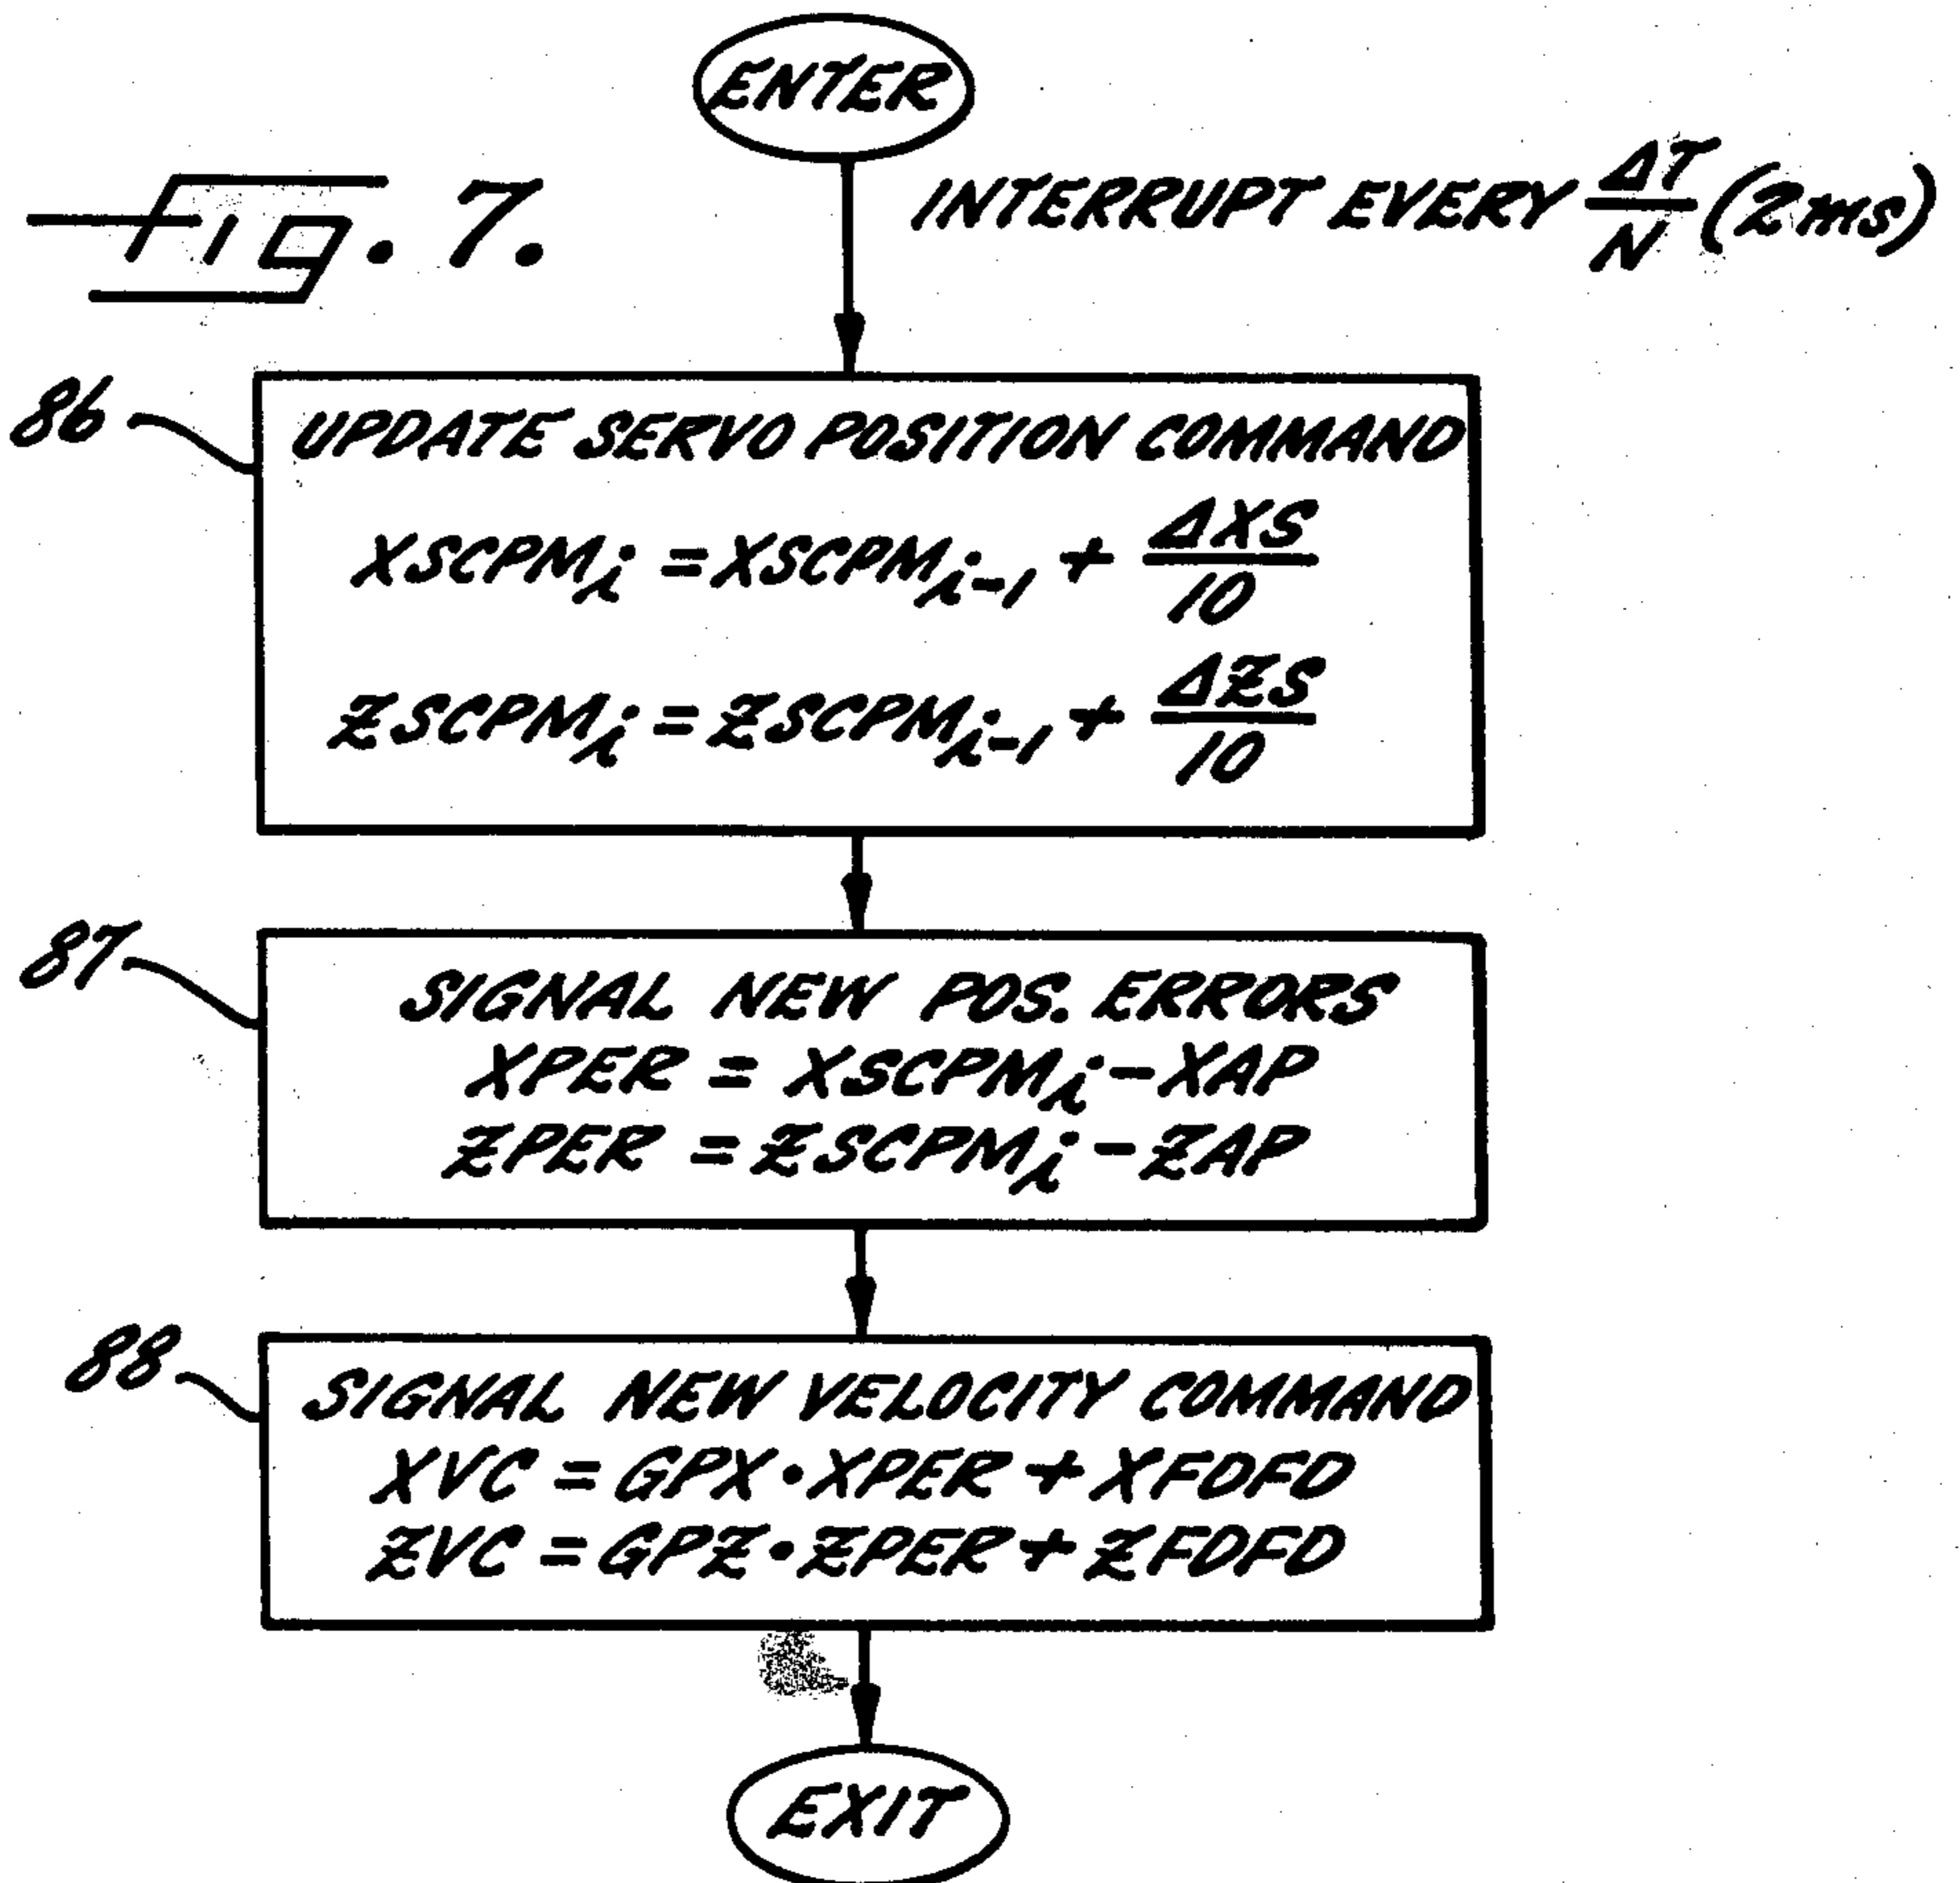 ENTER
Fig. 7.
INTERRUPT EVERY ΔT/N (2ms)
86
UPDATE SERVO POSITION COMMAND
XSCPMi = XSCPMi-1 + ΔXS/10
ZSCPMi = ZSCPMi-1 + ΔZS/10
87
SIGNAL NEW POS. ERRORS
XPER = XSCPMi - XAP
ZPER = ZSCPMi - ZAP
88
SIGNAL NEW VELOCITY COMMAND
XVC = GPX • XPER + XFDFD
ZVC = GPZ • ZPER + ZFDFD
EXIT